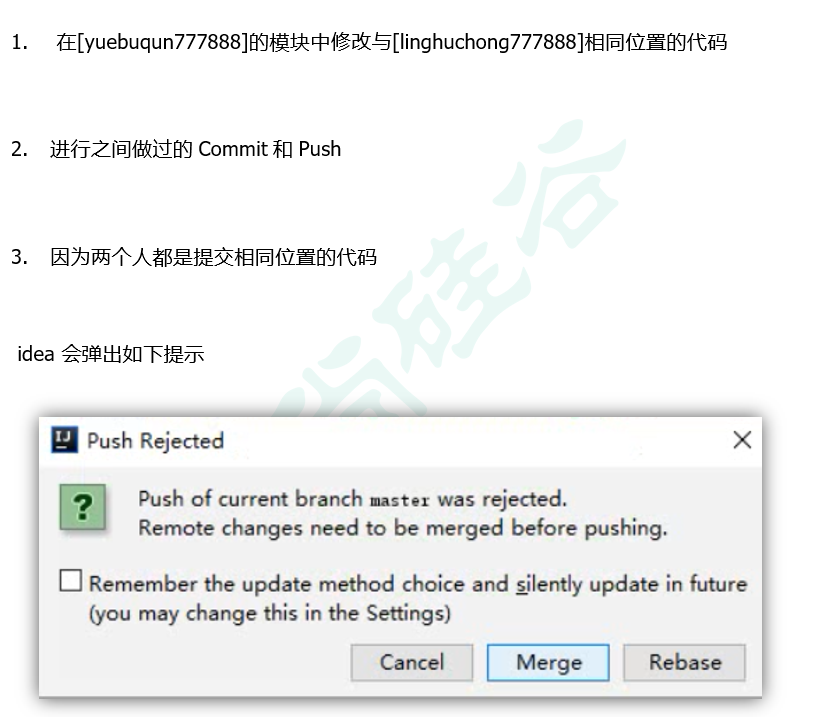 1. 在[yuebuqun777888]的模块中修改与[linghuchong777888]相同位置的代码
2. 进行之间做过的 Commit 和 Push
3. 因为两个人都是提交相同位置的代码
idea 会弹出如下提示
尚硅谷
Push Rejected
Push of current branch master was rejected.
Remote changes need to be merged before pushing.
Remember the update method choice and silently update in future
(you may change this in the Settings)
Cancel Merge Rebase